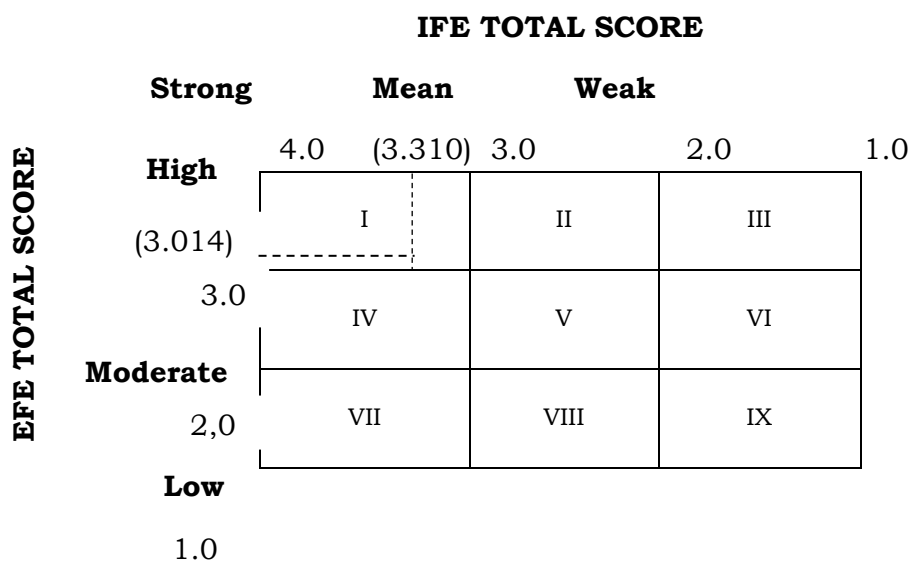 IFE TOTAL SCORE
Strong Mean Weak
4.0 (3.310) 3.0 2.0 1.0
High
EFE TOTAL SCORE
I II III
(3.014)
3.0
IV V VI
Moderate
VII VIII IX
2,0
Low
1.0